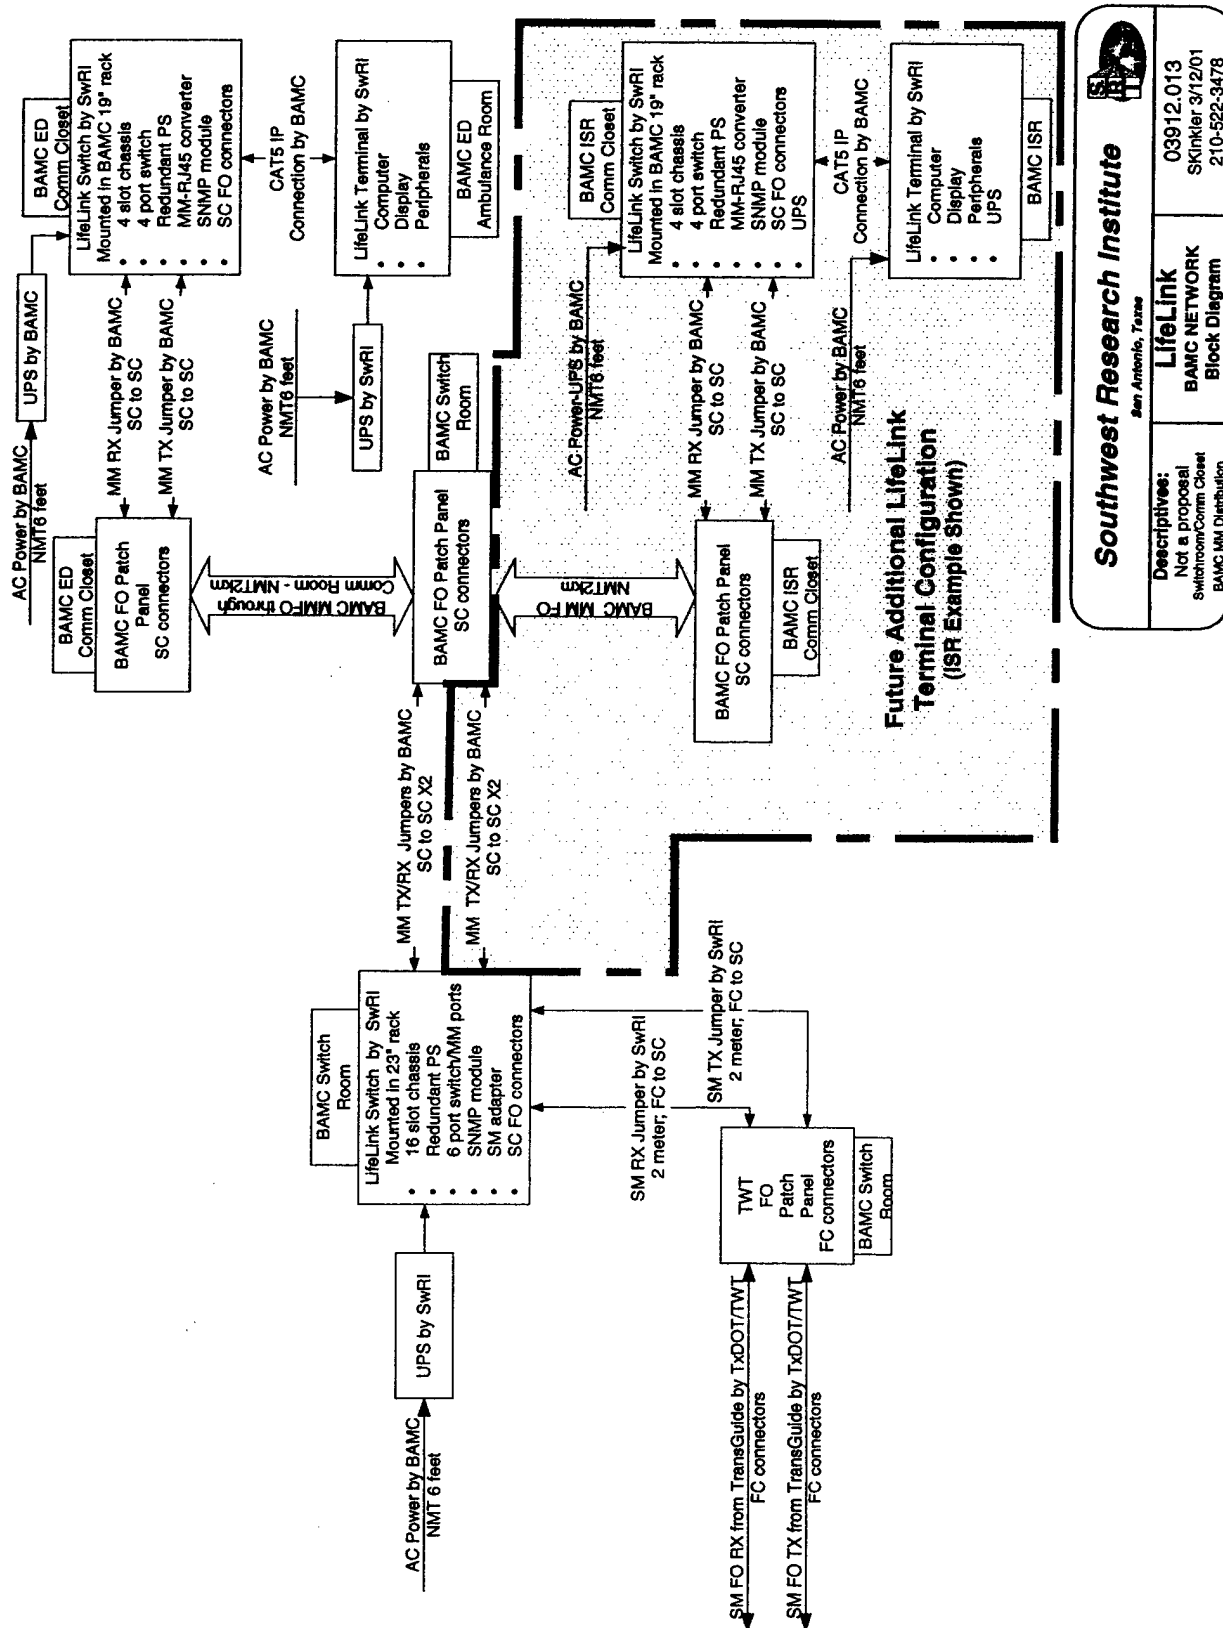 AC Power by BAMC
NMT 6 feet
UPS by SwRI
BAMC Switch
Room
LifeLink Switch by SwRI
Mounted in 23" rack
• 16 slot chassis
• Redundant PS
• 6 port switch/MM ports
• SNMP module
• SM adapter
• SC FO connectors
SM FO RX from TransGuide by TxDOT/TWT
FC connectors
SM FO TX from TransGuide by TxDOT/TWT
FC connectors
TWT
FO
Patch
Panel
FC connectors
BAMC Switch
Room
SM RX Jumper by SwRI
2 meter; FC to SC
SM TX Jumper by SwRI
2 meter; FC to SC
MM TX/RX Jumpers by BAMC
SC to SC X2
MM TX/RX Jumpers by BAMC
SC to SC X2
BAMC FO Patch Panel
SC connectors
BAMC Switch
Room
BAMC MMFO through
Comm Room - NMT2km
BAMC MM FO
NMT2km
BAMC ED
Comm Closet
BAMC FO Patch
Panel
SC connectors
AC Power by BAMC
NMT6 feet
UPS by BAMC
MM RX Jumper by BAMC
SC to SC
MM TX Jumper by BAMC
SC to SC
BAMC ED
Comm Closet
LifeLink Switch by SwRI
Mounted in BAMC 19" rack
• 4 slot chassis
• 4 port switch
• Redundant PS
• MM-RJ45 converter
• SNMP module
• SC FO connectors
CAT5 IP
Connection by BAMC
AC Power by BAMC
NMT6 feet
UPS by SwRI
LifeLink Terminal by SwRI
• Computer
• Display
• Peripherals
BAMC ED
Ambulance Room
BAMC FO Patch Panel
SC connectors
BAMC ISR
Comm Closet
AC Power-UPS by BAMC
NMT6 feet
MM RX Jumper by BAMC
SC to SC
MM TX Jumper by BAMC
SC to SC
BAMC ISR
Comm Closet
LifeLink Switch by SwRI
Mounted in BAMC 19" rack
• 4 slot chassis
• 4 port switch
• Redundant PS
• MM-RJ45 converter
• SNMP module
• SC FO connectors
• UPS
CAT5 IP
Connection by BAMC
AC Power by BAMC
NMT6 feet
LifeLink Terminal by SwRI
• Computer
• Display
• Peripherals
• UPS
BAMC ISR
Future Additional LifeLink
Terminal Configuration
(ISR Example Shown)
Southwest Research Institute
San Antonio, Texas
SwRI
Descriptives:
Not a proposal
Switchroom/Comm Closet
BAMC MM Distribution
LifeLink
BAMC NETWORK
Block Diagram
03912.013
SKinkler 3/12/01
210-522-3478